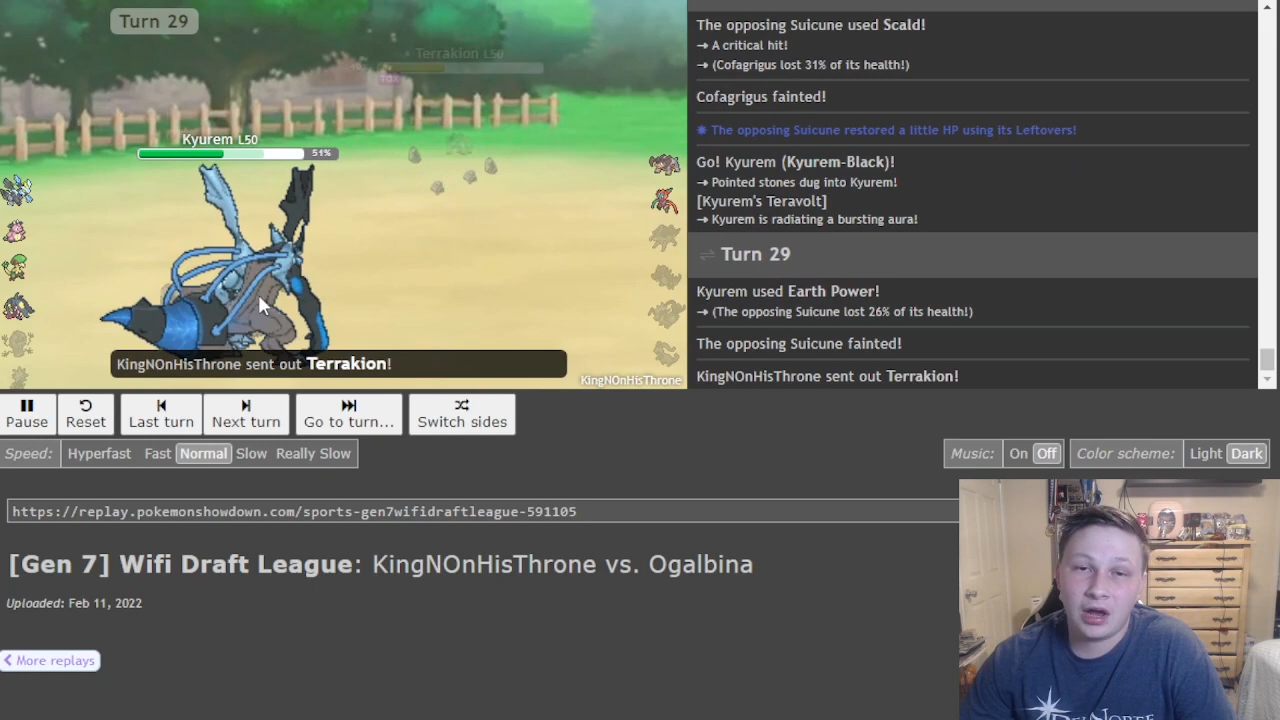 Turn 29
Terrakion L50
TOX
Kyurem L50
51%
KingNOnHisThrone sent out Terrakion!
KingNOnHisThrone
The opposing Suicune used Scald!
→ A critical hit!
→ (Cofagrigus lost 31% of its health!)
Cofagrigus fainted!
The opposing Suicune restored a little HP using its Leftovers!
Go! Kyurem (Kyurem-Black)!
→ Pointed stones dug into Kyurem!
[Kyurem's Teravolt]
→ Kyurem is radiating a bursting aura!
Turn 29
Kyurem used Earth Power!
→ (The opposing Suicune lost 26% of its health!)
The opposing Suicune fainted!
KingNOnHisThrone sent out Terrakion!
Pause Reset Last turn Next turn Go to turn... Switch sides
Speed: Hyperfast Fast Normal Slow Really Slow Music: On Off Color scheme: Light Dark
https://replay.pokemonshowdown.com/sports-gen7wifidraftleague-591105
[Gen 7] Wifi Draft League: KingNOnHisThrone vs. Ogalbina
Uploaded: Feb 11, 2022
More replays